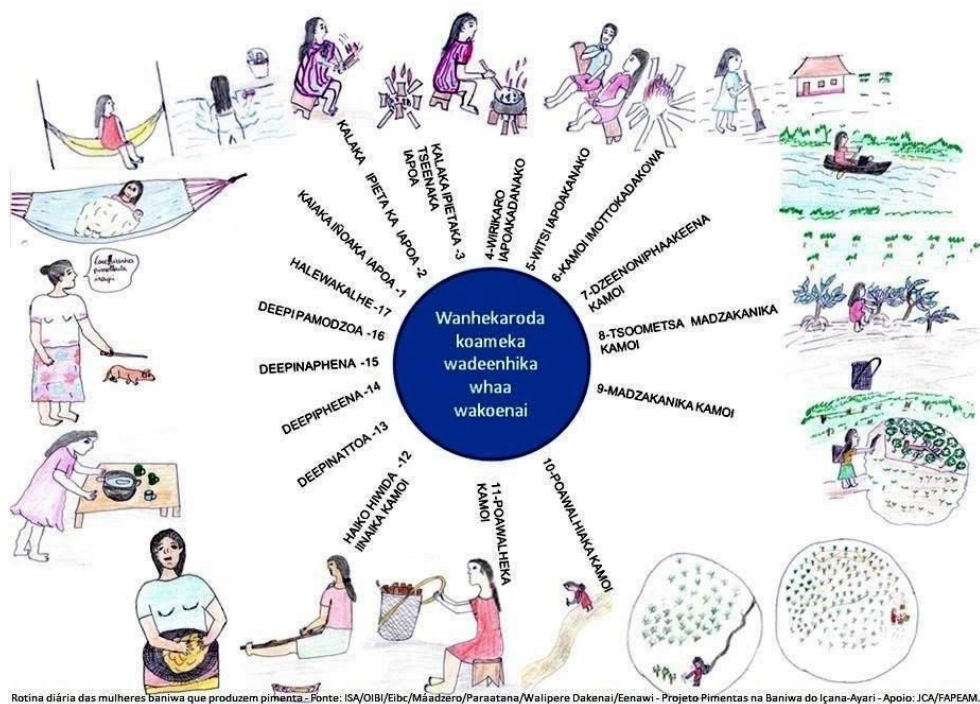 Wanhekaroda
koameka
wadeenhika
whaa
wakoenai
KAIAKA IÑOAKA IAPOA -1
KALAKA IPIETA KA IAPOA -2
KALAKA IPIETAKA -3
TSEENAKA
IAPOA
4-WIRIKARO
IAPOAKADANAKO
5-WITSI IAPOAKANAKO
6-KAMOI IMOTTOKADAKOWA
7-DZEENONIPHAAKEENA
KAMOI
8-TSOOMETSA MADZAKANIKA
KAMOI
9-MADZAKANIKA KAMOI
10-POAWALHIAKA KAMOI
11-POAWALHEKA
KAMOI
HAIKO HIWIDA -12
IINAIKA KAMOI
DEEPINATTOA -13
DEEPIPHEENA -14
DEEPINAPHENA -15
DEEPI PAMODZOA -16
HALEWAKALHE -17
Rotina diária das mulheres baniwa que produzem pimenta - Fonte: ISA/OIBI/Eibc/Máadzero/Paraatana/Walipere Dakenai/Eenawi - Projeto Pimentas na Baniwa do Içana-Ayari - Apoio: JCA/FAPEAM.